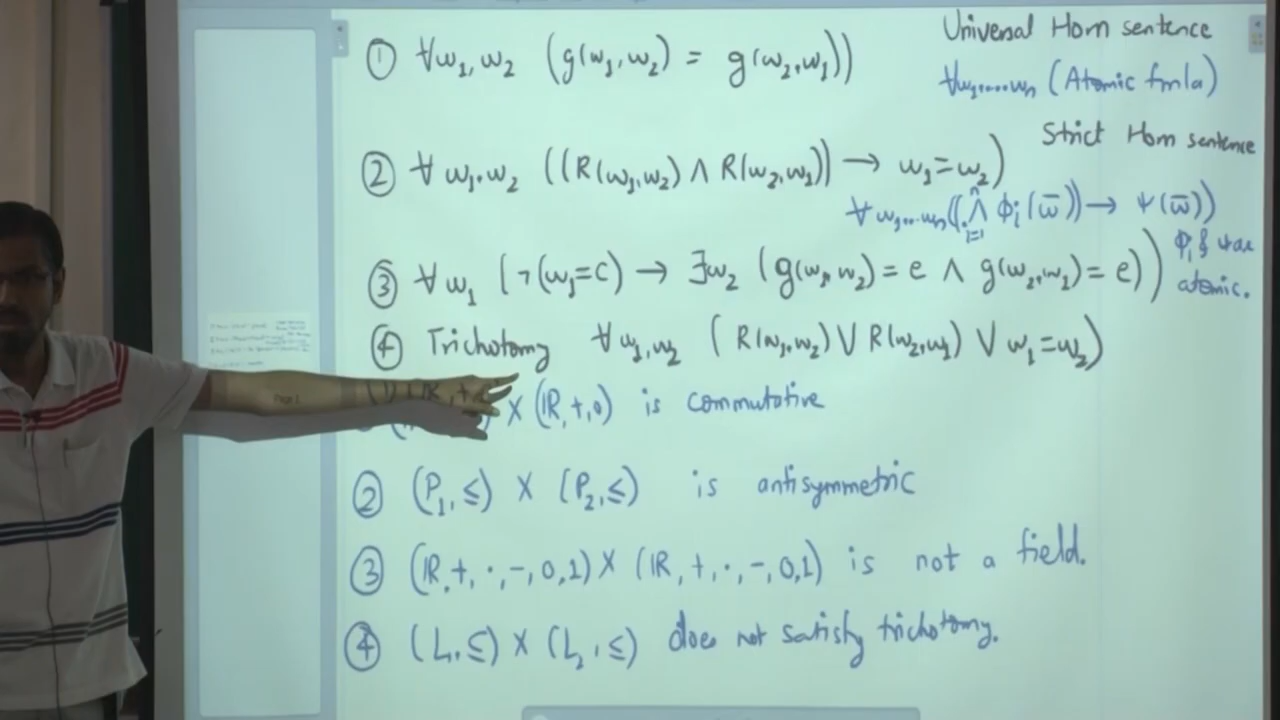 Universal Horn sentence
① ∀w₁,w₂ (g(w₁,w₂) = g(w₂,w₁))
∀w₁,....wₙ (Atomic fmla)
Strict Horn sentence
② ∀w₁,w₂ ((R(w₁,w₂) ∧ R(w₂,w₁)) → w₁=w₂)
∀w₁...wₙ((⋀ᵢ₌₁ⁿ Φᵢ(w̄)) → Ψ(w̄))
Φᵢ & Ψ are
atomic.
③ ∀w₁ (¬(w₁=c) → ∃w₂ (g(w₁,w₂) = e ∧ g(w₂,w₁) = e))
④ Trichotomy ∀w₁,w₂ (R(w₁,w₂) ∨ R(w₂,w₁) ∨ w₁=w₂)
× (ℝ,+,0) is commutative
② (P₁,≤) × (P₂,≤) is antisymmetric
③ (ℝ,+,·,-,0,1) × (ℝ,+,·,-,0,1) is not a field.
④ (L₁,≤) × (L₂,≤) does not satisfy trichotomy.
Page 1